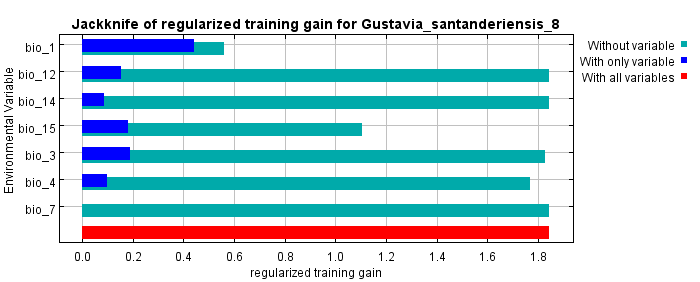 Jackknife of regularized training gain for Gustavia_santanderiensis_8
Environmental Variable
bio_1
bio_12
bio_14
bio_15
bio_3
bio_4
bio_7
0.0 0.2 0.4 0.6 0.8 1.0 1.2 1.4 1.6 1.8
regularized training gain
Without variable
With only variable
With all variables